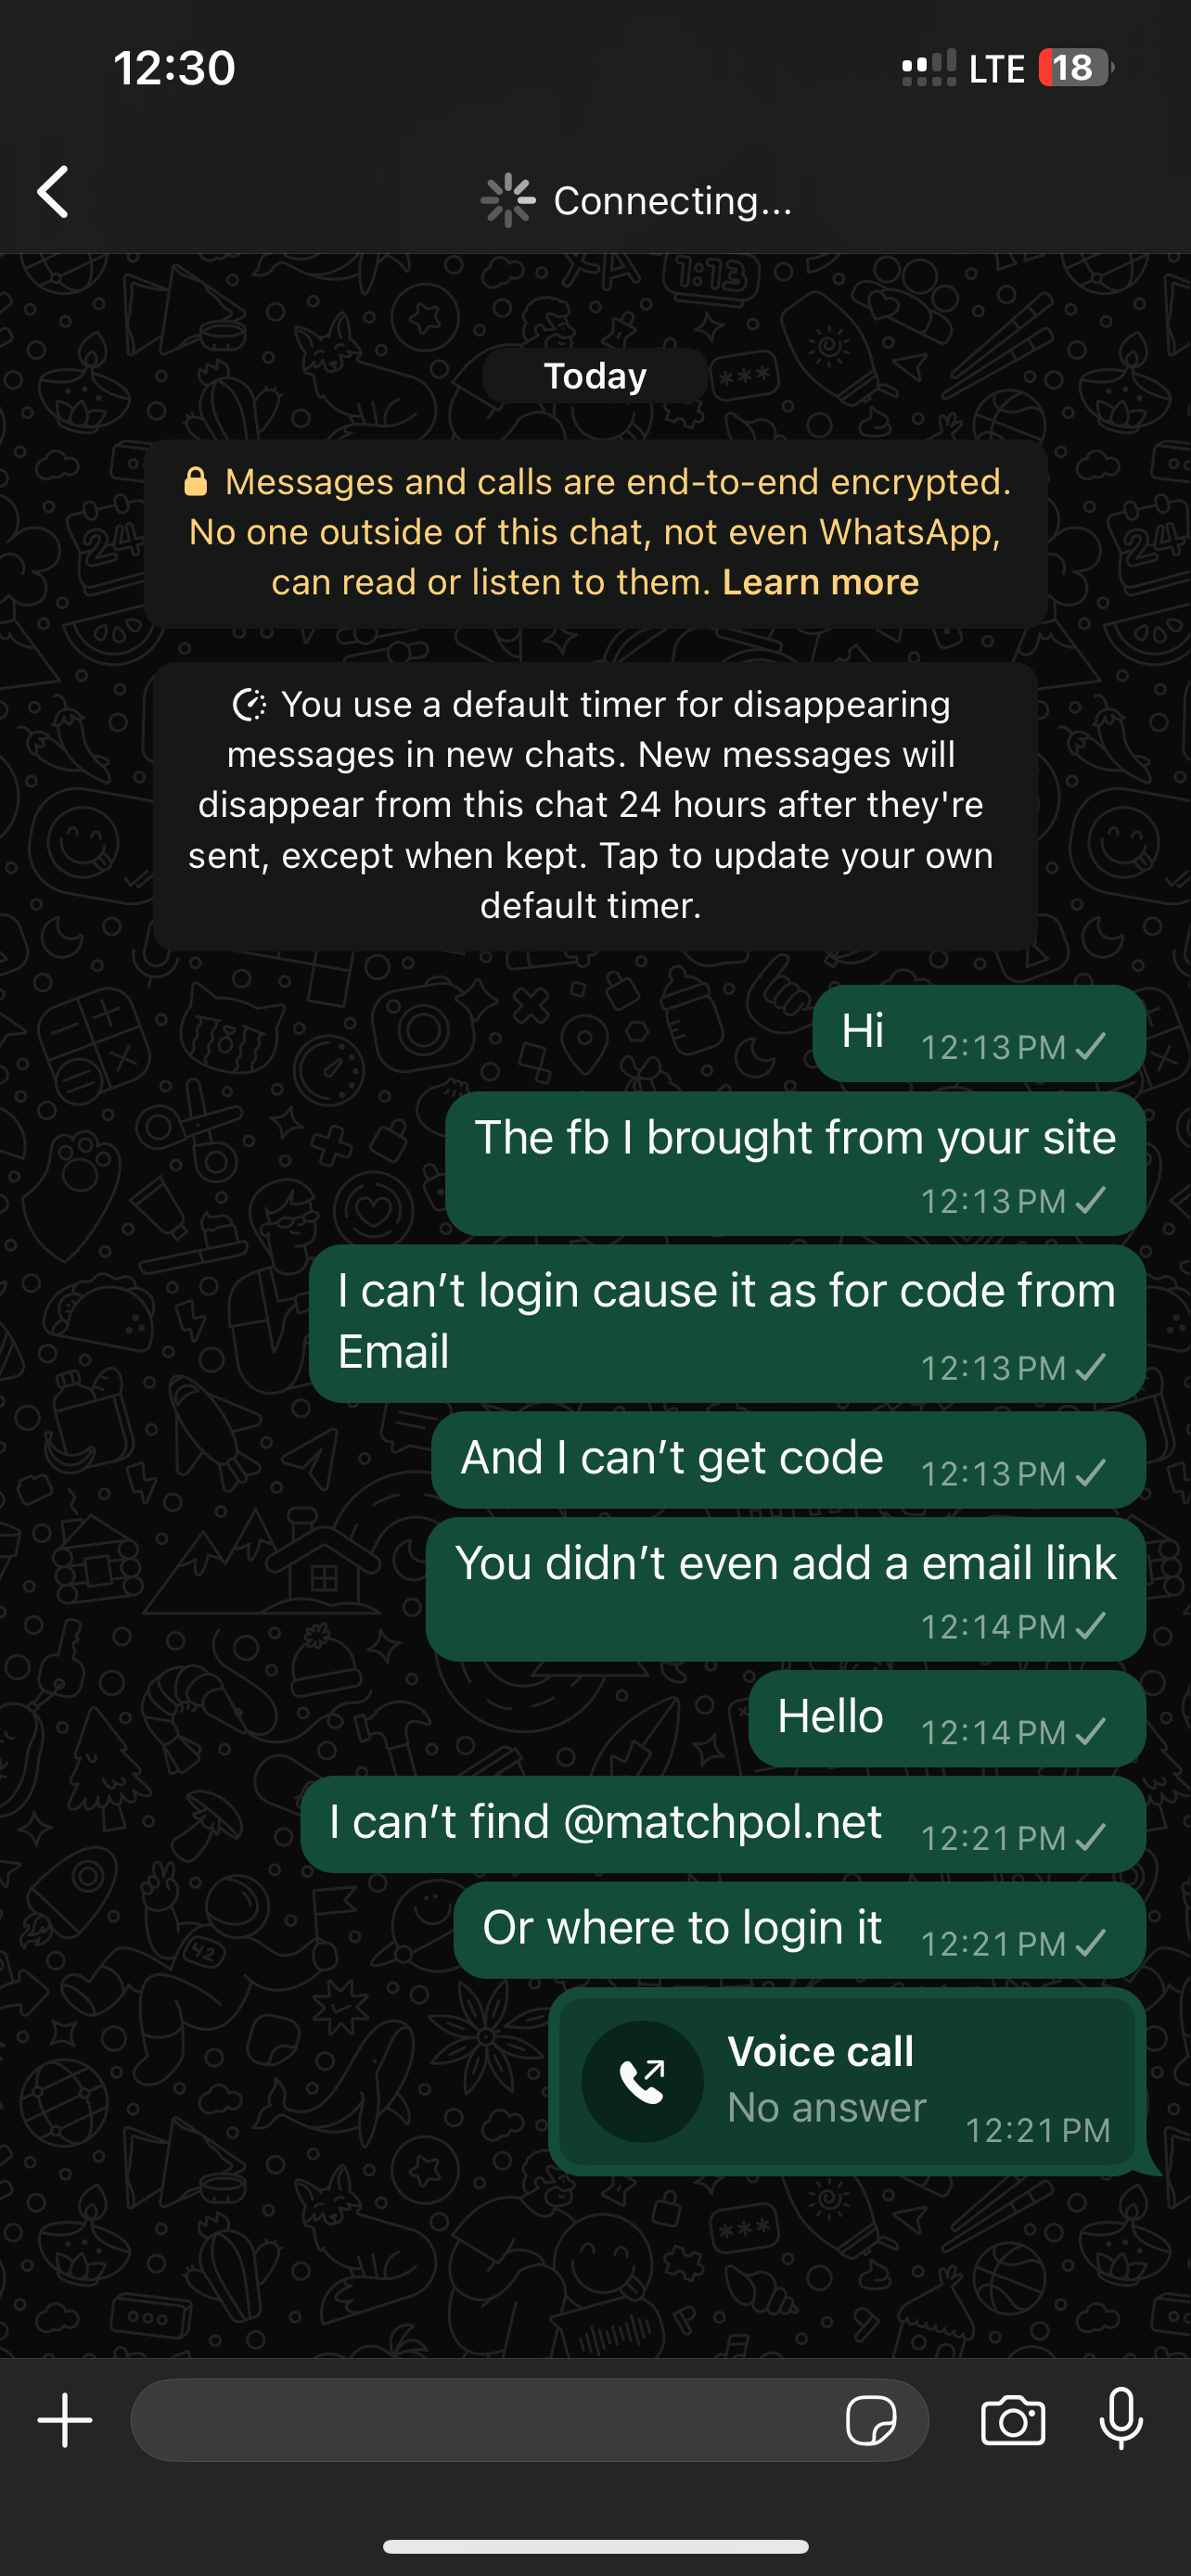 12:30
LTE 18
Connecting...
1:13
Today
***
Messages and calls are end-to-end encrypted.
No one outside of this chat, not even WhatsApp,
can read or listen to them. Learn more
24
24
You use a default timer for disappearing
messages in new chats. New messages will
disappear from this chat 24 hours after they're
sent, except when kept. Tap to update your own
default timer.
Hi 12:13 PM
The fb I brought from your site
12:13 PM
I can’t login cause it as for code from
Email 12:13 PM
And I can’t get code 12:13 PM
You didn’t even add a email link
12:14 PM
Hello 12:14 PM
I can’t find @matchpol.net 12:21 PM
Or where to login it 12:21 PM
42
Voice call
No answer 12:21 PM
***